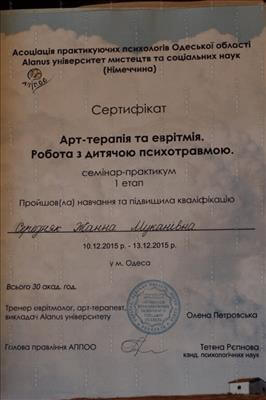 Асоціація практикуючих психологів Одеської області
Alanus університет мистецтв та соціальних наук
(Німеччина)
АППОО
Сертифікат
Арт-терапія та евритмія.
Робота з дитячою психотравмою.
семінар-практикум
1 етап
Пройшов(ла) навчання та підвищила кваліфікацію
Жанна
10.12.2015 р. - 13.12.2015 р.
у м. Одеса
Всього 30 акад. год.
Тренер евритмолог, арт-терапевт,
викладач Alanus університету
Олена Петровська
Голова правління АППОО
Тетяна Рєпнова
канд. психологічних наук